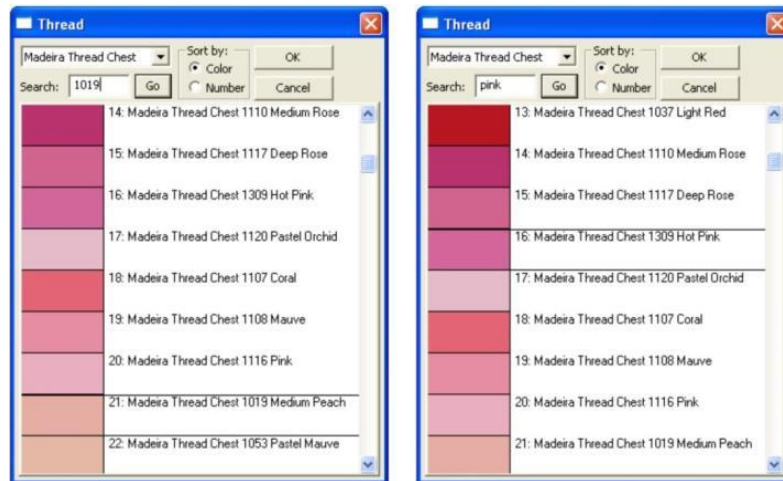 Thread
Madeira Thread Chest
Sort by:
Color
Number
OK
Search: 1019
Go
Cancel
14: Madeira Thread Chest 1110 Medium Rose
15: Madeira Thread Chest 1117 Deep Rose
16: Madeira Thread Chest 1309 Hot Pink
17: Madeira Thread Chest 1120 Pastel Orchid
18: Madeira Thread Chest 1107 Coral
19: Madeira Thread Chest 1108 Mauve
20: Madeira Thread Chest 1116 Pink
21: Madeira Thread Chest 1019 Medium Peach
22: Madeira Thread Chest 1053 Pastel Mauve
Thread
Madeira Thread Chest
Sort by:
Color
Number
OK
Search: pink
Go
Cancel
13: Madeira Thread Chest 1037 Light Red
14: Madeira Thread Chest 1110 Medium Rose
15: Madeira Thread Chest 1117 Deep Rose
16: Madeira Thread Chest 1309 Hot Pink
17: Madeira Thread Chest 1120 Pastel Orchid
18: Madeira Thread Chest 1107 Coral
19: Madeira Thread Chest 1108 Mauve
20: Madeira Thread Chest 1116 Pink
21: Madeira Thread Chest 1019 Medium Peach